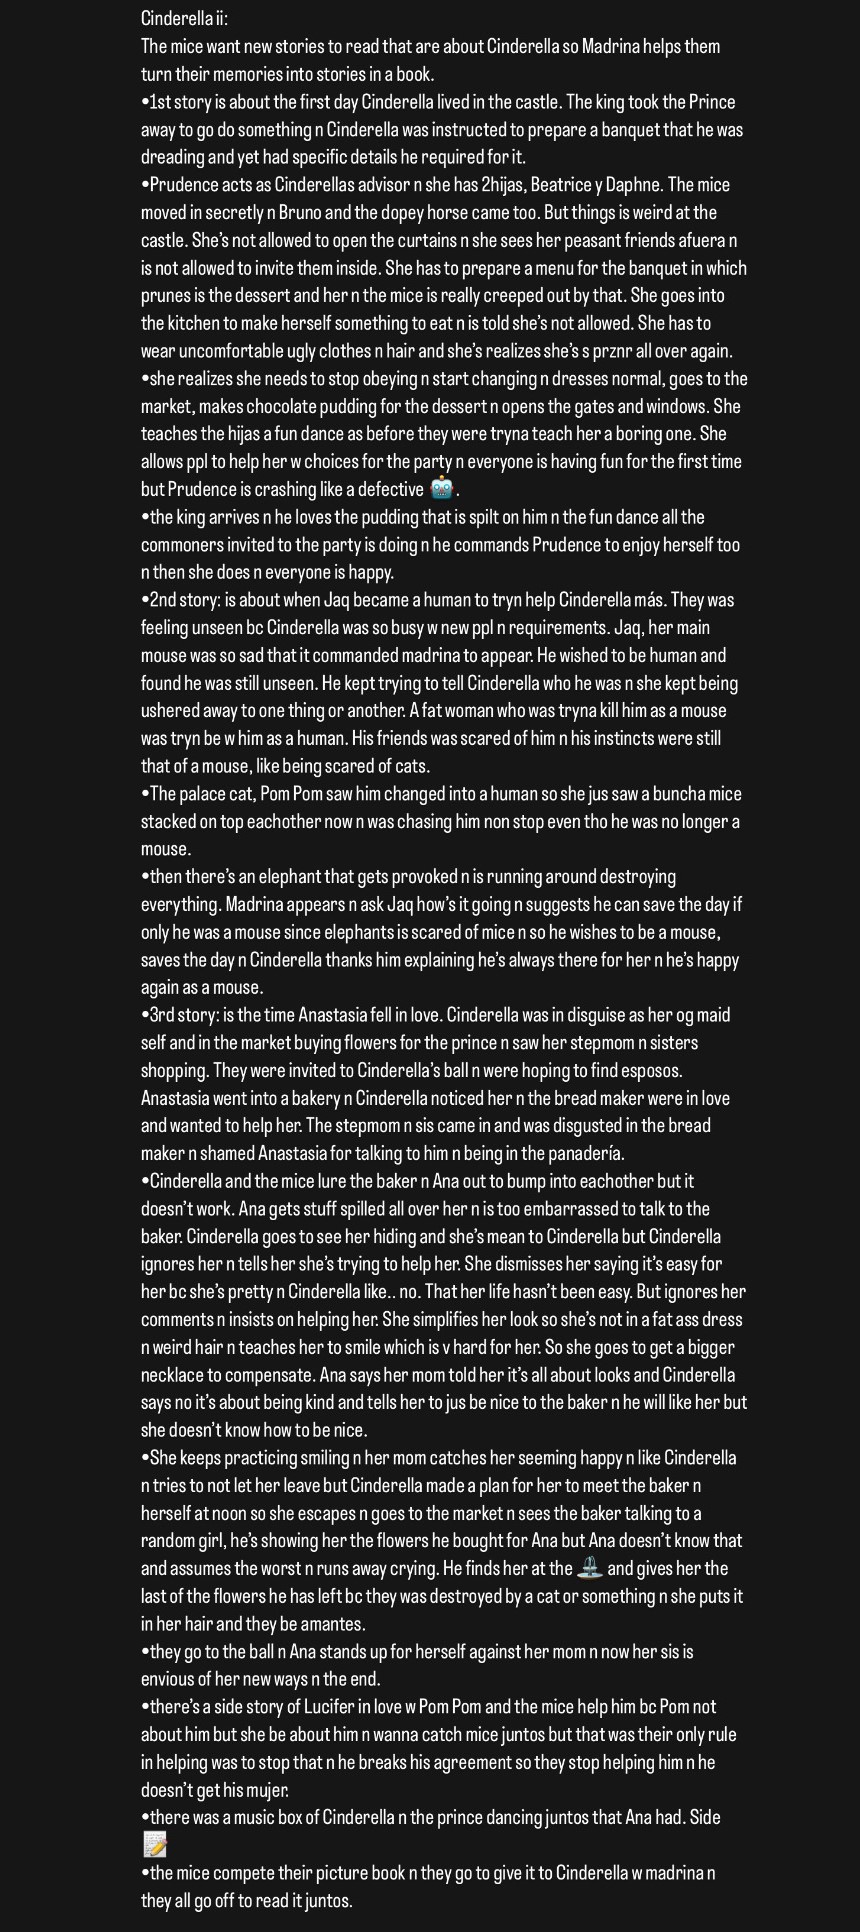 Cinderella ii:
The mice want new stories to read that are about Cinderella so Madrina helps them
turn their memories into stories in a book.
•1st story is about the first day Cinderella lived in the castle. The king took the Prince
away to go do something n Cinderella was instructed to prepare a banquet that he was
dreading and yet had specific details he required for it.
•Prudence acts as Cinderellas advisor n she has 2hijas, Beatrice y Daphne. The mice
moved in secretly n Bruno and the dopey horse came too. But things is weird at the
castle. She's not allowed to open the curtains n she sees her peasant friends afuera n
is not allowed to invite them inside. She has to prepare a menu for the banquet in which
prunes is the dessert and her n the mice is really creeped out by that. She goes into
the kitchen to make herself something to eat n is told she's not allowed. She has to
wear uncomfortable ugly clothes n hair and she's realizes she's s prznr all over again.
•she realizes she needs to stop obeying n start changing n dresses normal, goes to the
market, makes chocolate pudding for the dessert n opens the gates and windows. She
teaches the hijas a fun dance as before they were tryna teach her a boring one. She
allows ppl to help her w choices for the party n everyone is having fun for the first time
but Prudence is crashing like a defective 🤖.
•the king arrives n he loves the pudding that is spilt on him n the fun dance all the
commoners invited to the party is doing n he commands Prudence to enjoy herself too
n then she does n everyone is happy.
•2nd story: is about when Jaq became a human to tryn help Cinderella más. They was
feeling unseen bc Cinderella was so busy w new ppl n requirements. Jaq, her main
mouse was so sad that it commanded madrina to appear. He wished to be human and
found he was still unseen. He kept trying to tell Cinderella who he was n she kept being
ushered away to one thing or another. A fat woman who was tryna kill him as a mouse
was tryn be w him as a human. His friends was scared of him n his instincts were still
that of a mouse, like being scared of cats.
•The palace cat, Pom Pom saw him changed into a human so she jus saw a buncha mice
stacked on top eachother now n was chasing him non stop even tho he was no longer a
mouse.
•then there's an elephant that gets provoked n is running around destroying
everything. Madrina appears n ask Jaq how's it going n suggests he can save the day if
only he was a mouse since elephants is scared of mice n so he wishes to be a mouse,
saves the day n Cinderella thanks him explaining he's always there for her n he's happy
again as a mouse.
•3rd story: is the time Anastasia fell in love. Cinderella was in disguise as her og maid
self and in the market buying flowers for the prince n saw her stepmom n sisters
shopping. They were invited to Cinderella's ball n were hoping to find esposos.
Anastasia went into a bakery n Cinderella noticed her n the bread maker were in love
and wanted to help her. The stepmom n sis came in and was disgusted in the bread
maker n shamed Anastasia for talking to him n being in the panadería.
•Cinderella and the mice lure the baker n Ana out to bump into eachother but it
doesn't work. Ana gets stuff spilled all over her n is too embarrassed to talk to the
baker. Cinderella goes to see her hiding and she's mean to Cinderella but Cinderella
ignores her n tells her she's trying to help her. She dismisses her saying it's easy for
her bc she's pretty n Cinderella like.. no. That her life hasn't been easy. But ignores her
comments n insists on helping her. She simplifies her look so she's not in a fat ass dress
n weird hair n teaches her to smile which is v hard for her. So she goes to get a bigger
necklace to compensate. Ana says her mom told her it's all about looks and Cinderella
says no it's about being kind and tells her to jus be nice to the baker n he will like her but
she doesn't know how to be nice.
•She keeps practicing smiling n her mom catches her seeming happy n like Cinderella
n tries to not let her leave but Cinderella made a plan for her to meet the baker n
herself at noon so she escapes n goes to the market n sees the baker talking to a
random girl, he's showing her the flowers he bought for Ana but Ana doesn't know that
and assumes the worst n runs away crying. He finds her at the ⛲ and gives her the
last of the flowers he has left bc they was destroyed by a cat or something n she puts it
in her hair and they be amantes.
•they go to the ball n Ana stands up for herself against her mom n now her sis is
envious of her new ways n the end.
•there's a side story of Lucifer in love w Pom Pom and the mice help him bc Pom not
about him but she be about him n wanna catch mice juntos but that was their only rule
in helping was to stop that n he breaks his agreement so they stop helping him n he
doesn't get his mujer.
•there was a music box of Cinderella n the prince dancing juntos that Ana had. Side
📝
•the mice compete their picture book n they go to give it to Cinderella w madrina n
they all go off to read it juntos.